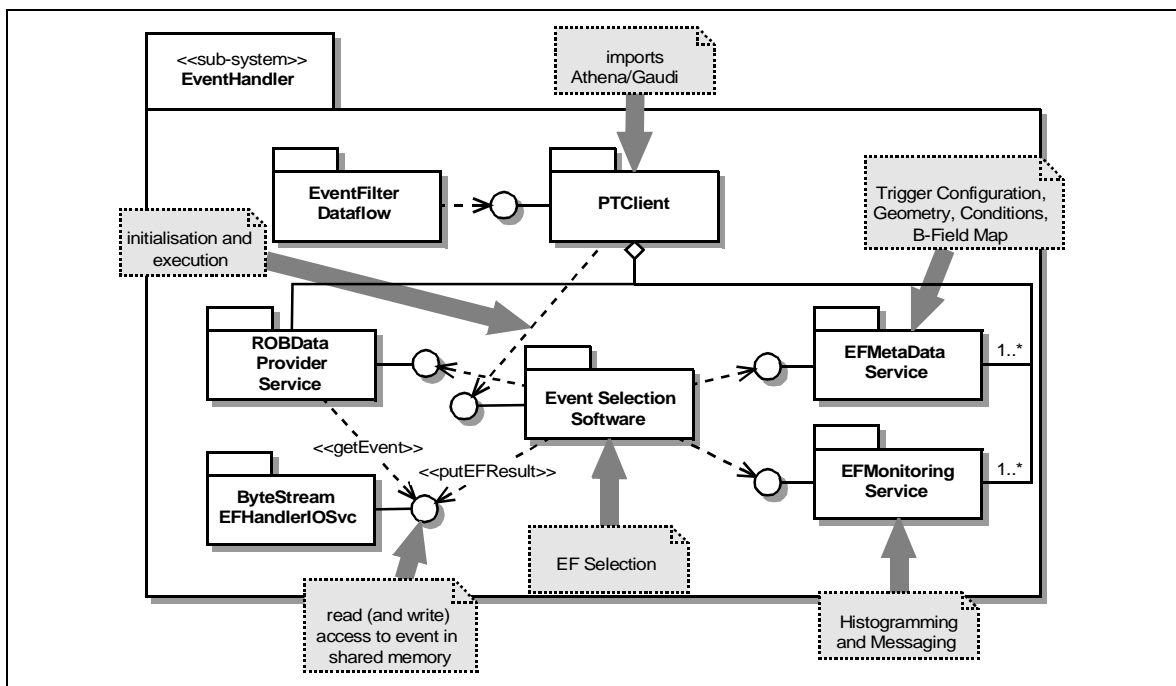 <<sub-system>>
EventHandler
imports
Athena/Gaudi
EventFilter
Dataflow
PTClient
Trigger Configuration,
Geometry, Conditions,
B-Field Map
initialisation and
execution
ROBData
Provider
Service
Event Selection
Software
EFMetaData
Service
1..*
<<getEvent>>
<<putEFResult>>
ByteStream
EFHandlerIOSvc
EFMonitoring
Service
1..*
EF Selection
read (and write)
access to event in
shared memory
Histogramming
and Messaging